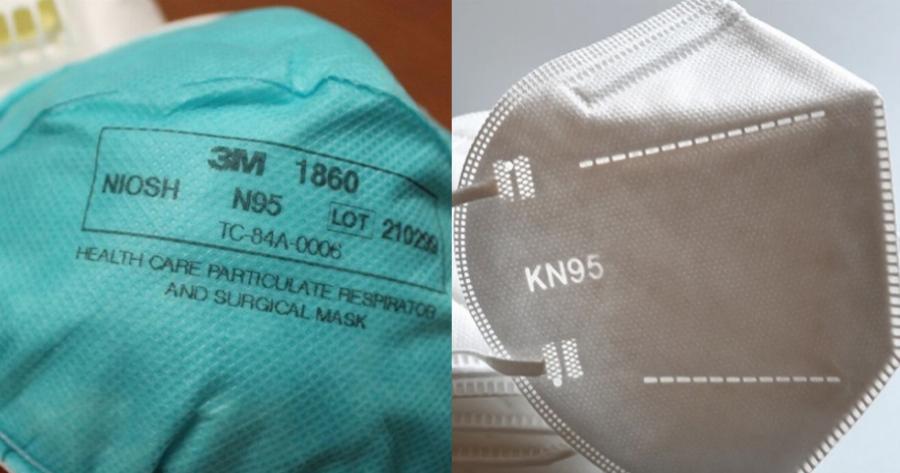 3M 1860
NIOSH N95 LOT
TC-84A-0006
HEALTH CARE PARTICULATE RESPIRATOR
AND SURGICAL MASK
KN95